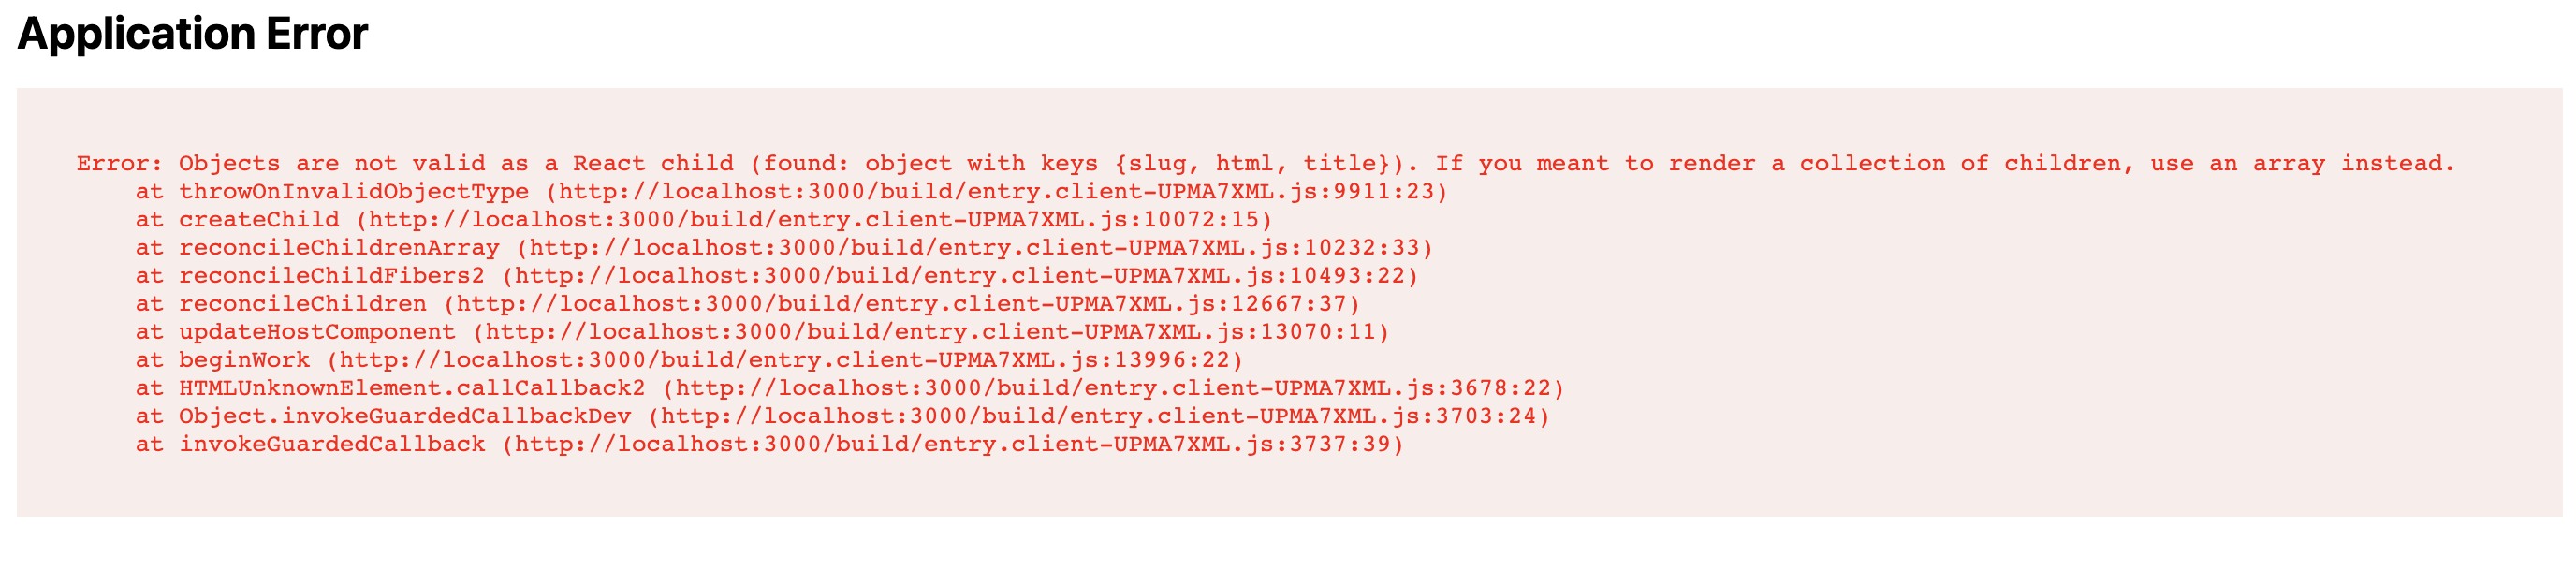 Application Error
Error: Objects are not valid as a React child (found: object with keys {slug, html, title}). If you meant to render a collection of children, use an array instead.
    at throwOnInvalidObjectType (http://localhost:3000/build/entry.client-UPMA7XML.js:9911:23)
    at createChild (http://localhost:3000/build/entry.client-UPMA7XML.js:10072:15)
    at reconcileChildrenArray (http://localhost:3000/build/entry.client-UPMA7XML.js:10232:33)
    at reconcileChildFibers2 (http://localhost:3000/build/entry.client-UPMA7XML.js:10493:22)
    at reconcileChildren (http://localhost:3000/build/entry.client-UPMA7XML.js:12667:37)
    at updateHostComponent (http://localhost:3000/build/entry.client-UPMA7XML.js:13070:11)
    at beginWork (http://localhost:3000/build/entry.client-UPMA7XML.js:13996:22)
    at HTMLUnknownElement.callCallback2 (http://localhost:3000/build/entry.client-UPMA7XML.js:3678:22)
    at Object.invokeGuardedCallbackDev (http://localhost:3000/build/entry.client-UPMA7XML.js:3703:24)
    at invokeGuardedCallback (http://localhost:3000/build/entry.client-UPMA7XML.js:3737:39)